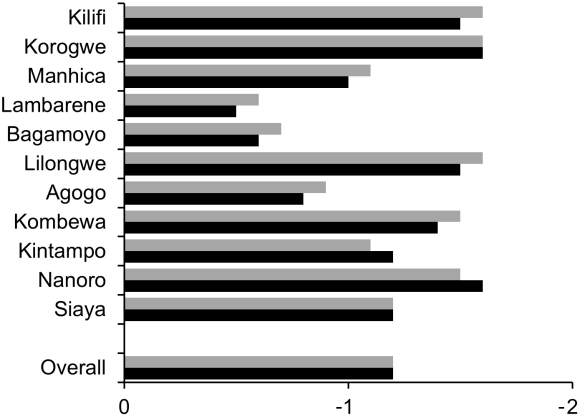 Kilifi
Korogwe
Manhica
Lambarene
Bagamoyo
Lilongwe
Agogo
Kombewa
Kintampo
Nanoro
Siaya
Overall
0 -1 -2